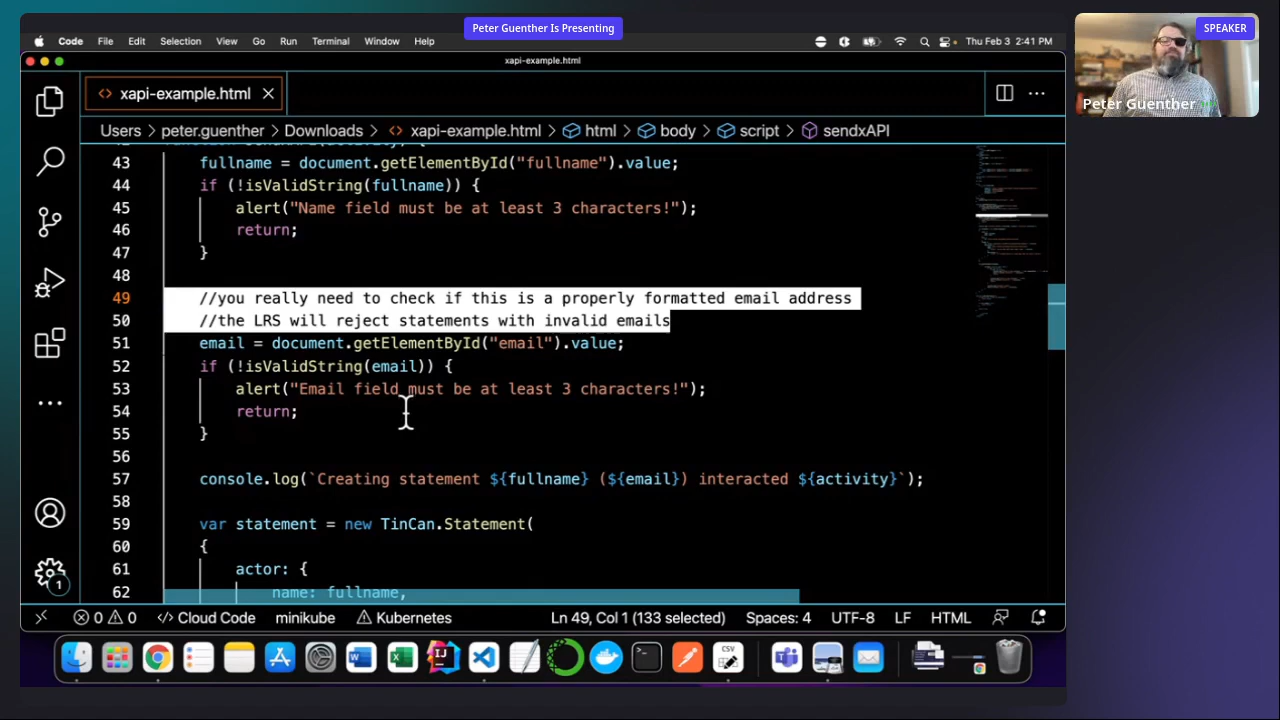 Peter Guenther Is Presenting
SPEAKER
Peter Guenther
Code File Edit Selection View Go Run Terminal Window Help Thu Feb 3 2:41 PM
xapi-example.html
<> xapi-example.html
Users > peter.guenther > Downloads > <> xapi-example.html > html > body > script > sendxAPI
43 fullname = document.getElementById("fullname").value;
44 if (!isValidString(fullname)) {
45 alert("Name field must be at least 3 characters!");
46 return;
47 }
48
49 //you really need to check if this is a properly formatted email address
50 //the LRS will reject statements with invalid emails
51 email = document.getElementById("email").value;
52 if (!isValidString(email)) {
53 alert("Email field must be at least 3 characters!");
54 return;
55 }
56
57 console.log(`Creating statement ${fullname} (${email}) interacted ${activity}`);
58
59 var statement = new TinCan.Statement(
60 {
61 actor: {
62 name: fullname,
1
0 0 </> Cloud Code minikube Kubernetes Ln 49, Col 1 (133 selected) Spaces: 4 UTF-8 LF HTML
CSV